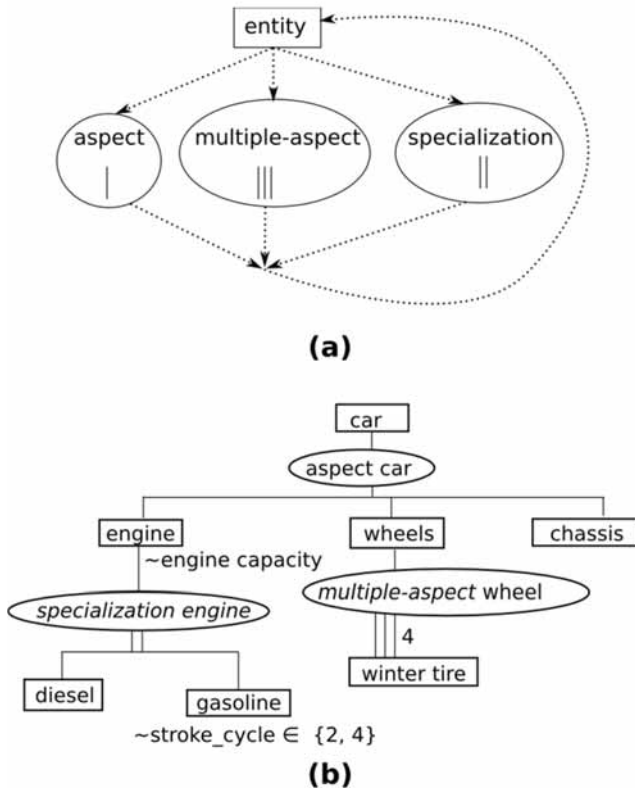 entity
aspect
multiple-aspect
specialization
(a)
car
aspect car
engine
wheels
chassis
~engine capacity
specialization engine
multiple-aspect wheel
4
diesel
gasoline
winter tire
~stroke_cycle ∈ {2, 4}
(b)